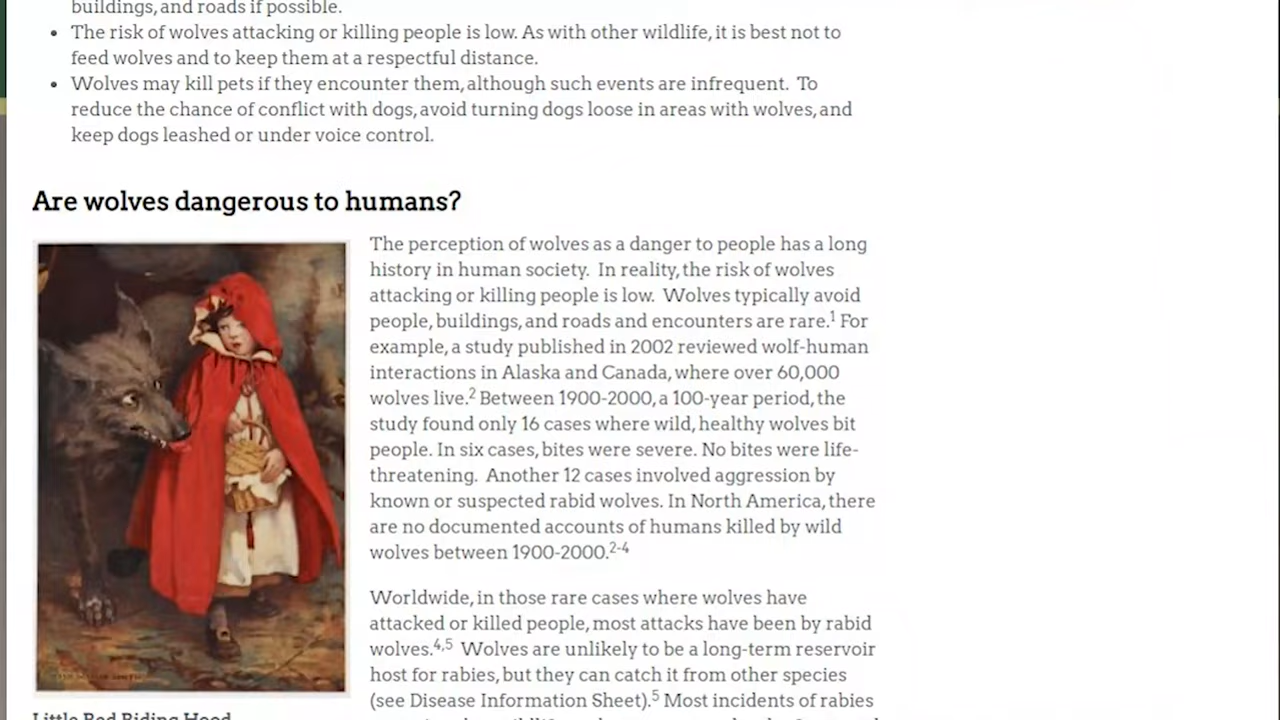 buildings, and roads if possible.
• The risk of wolves attacking or killing people is low. As with other wildlife, it is best not to
feed wolves and to keep them at a respectful distance.
• Wolves may kill pets if they encounter them, although such events are infrequent.  To
reduce the chance of conflict with dogs, avoid turning dogs loose in areas with wolves, and
keep dogs leashed or under voice control.
Are wolves dangerous to humans?
The perception of wolves as a danger to people has a long
history in human society.  In reality, the risk of wolves
attacking or killing people is low.  Wolves typically avoid
people, buildings, and roads and encounters are rare.¹ For
example, a study published in 2002 reviewed wolf-human
interactions in Alaska and Canada, where over 60,000
wolves live.² Between 1900-2000, a 100-year period, the
study found only 16 cases where wild, healthy wolves bit
people. In six cases, bites were severe. No bites were life-
threatening.  Another 12 cases involved aggression by
known or suspected rabid wolves. In North America, there
are no documented accounts of humans killed by wild
wolves between 1900-2000.²⁻⁴
Worldwide, in those rare cases where wolves have
attacked or killed people, most attacks have been by rabid
wolves.⁴,⁵  Wolves are unlikely to be a long-term reservoir
host for rabies, but they can catch it from other species
(see Disease Information Sheet).⁵ Most incidents of rabies
Little Red Riding Hood